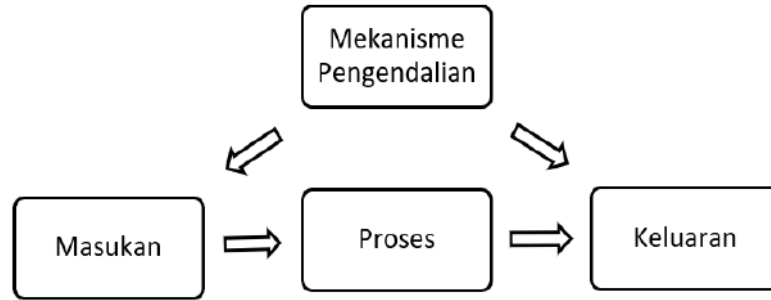 Mekanisme
Pengendalian
Masukan
Proses
Keluaran